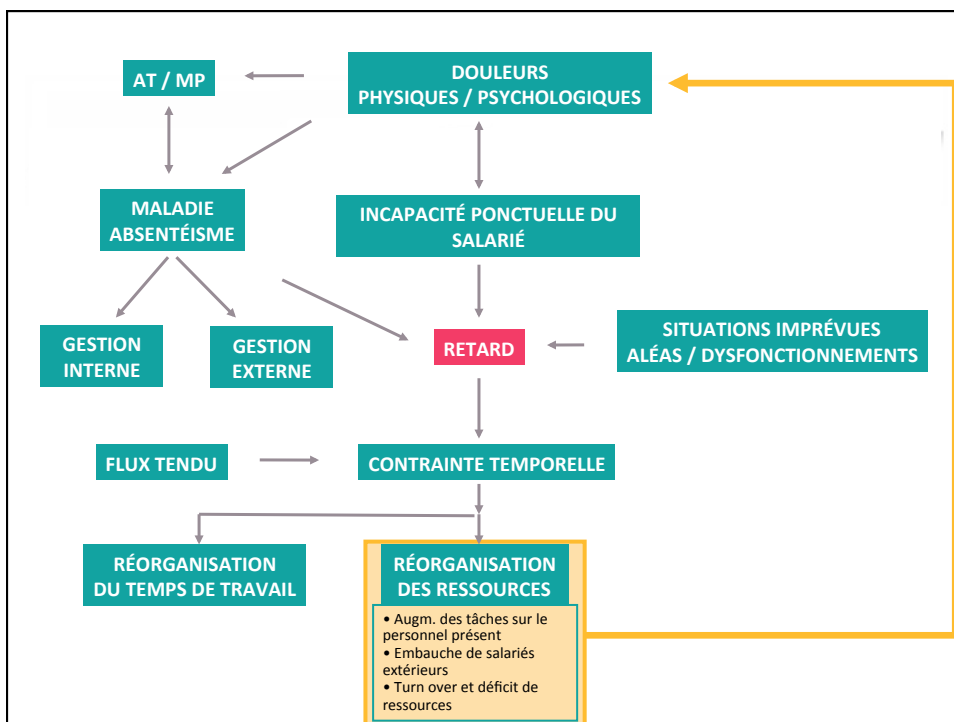 AT / MP
DOULEURS
PHYSIQUES / PSYCHOLOGIQUES
MALADIE
ABSENTÉISME
INCAPACITÉ PONCTUELLE DU
SALARIÉ
GESTION
INTERNE
GESTION
EXTERNE
RETARD
SITUATIONS IMPRÉVUES
ALÉAS / DYSFONCTIONNEMENTS
FLUX TENDU
CONTRAINTE TEMPORELLE
RÉORGANISATION
DU TEMPS DE TRAVAIL
RÉORGANISATION
DES RESSOURCES
• Augm. des tâches sur le
personnel présent
• Embauche de salariés
extérieurs
• Turn over et déficit de
ressources